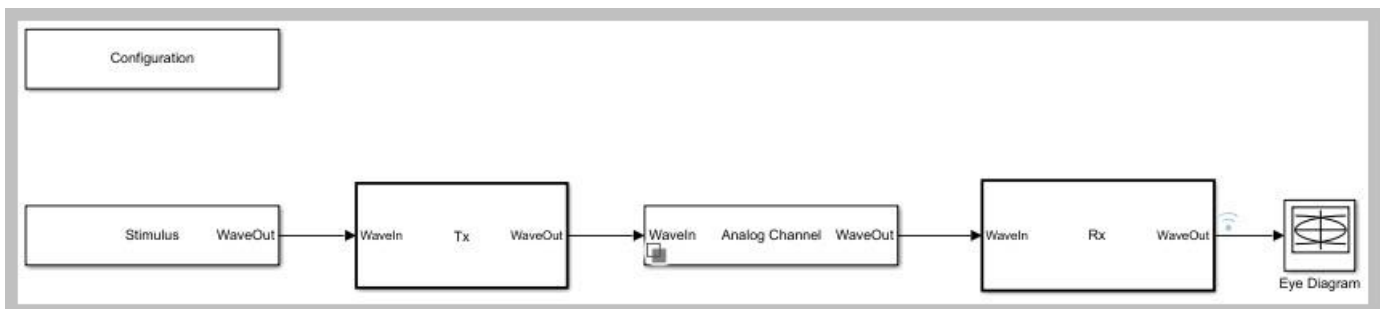 Configuration
Stimulus WaveOut WaveIn Tx WaveOut WaveIn Analog Channel WaveOut WaveIn Rx WaveOut
Eye Diagram